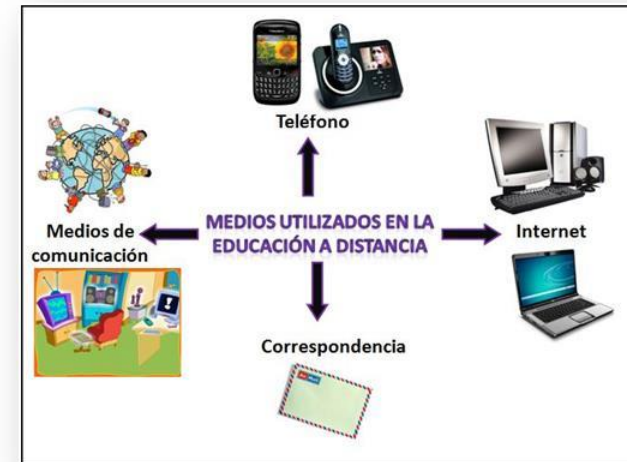 Teléfono
Medios de
comunicación
MEDIOS UTILIZADOS EN LA
EDUCACIÓN A DISTANCIA
Internet
Correspondencia